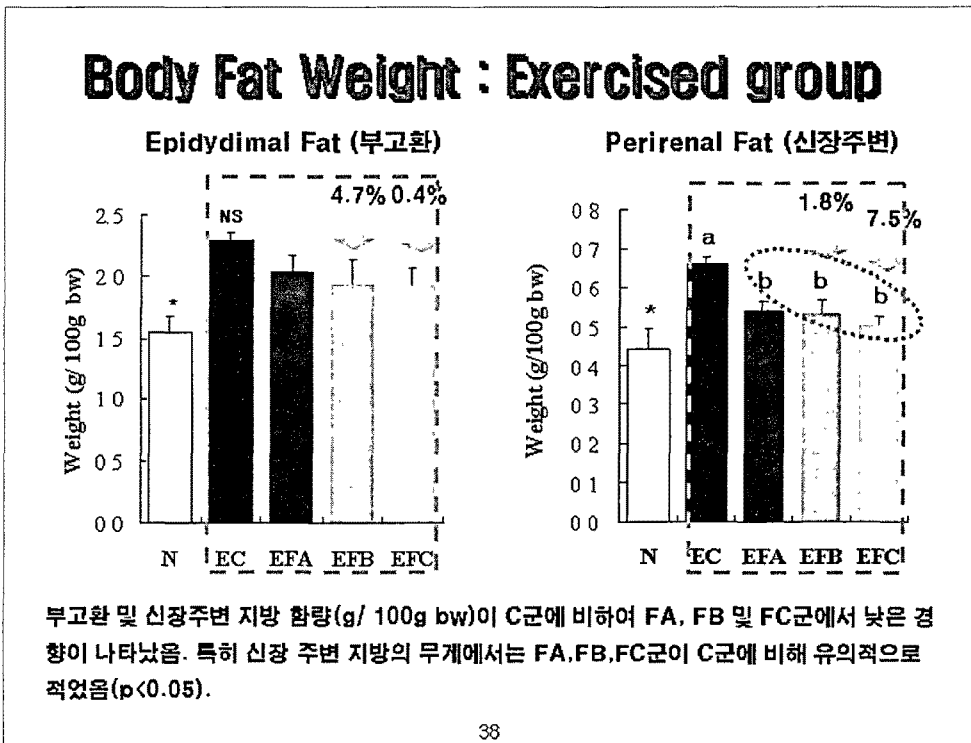 Body Fat Weight : Exercised group
Epidydimal Fat (부고환)
4.7% 0.4%
Weight (g/100g bw)
2.5
2.0
1.5
1.0
0.5
0.0
*
NS
N EC EFA EFB EFC
Perirenal Fat (신장주변)
1.8%
7.5%
Weight (g/100g bw)
0.8
0.7
0.6
0.5
0.4
0.3
0.2
0.1
0.0
*
a
b
b
b
N EC EFA EFB EFC
부고환 및 신장주변 지방 함량(g/ 100g bw)이 C군에 비하여 FA, FB 및 FC군에서 낮은 경
향이 나타났음. 특히 신장 주변 지방의 무게에서는 FA,FB,FC군이 C군에 비해 유의적으로
적었음(p<0.05).
38